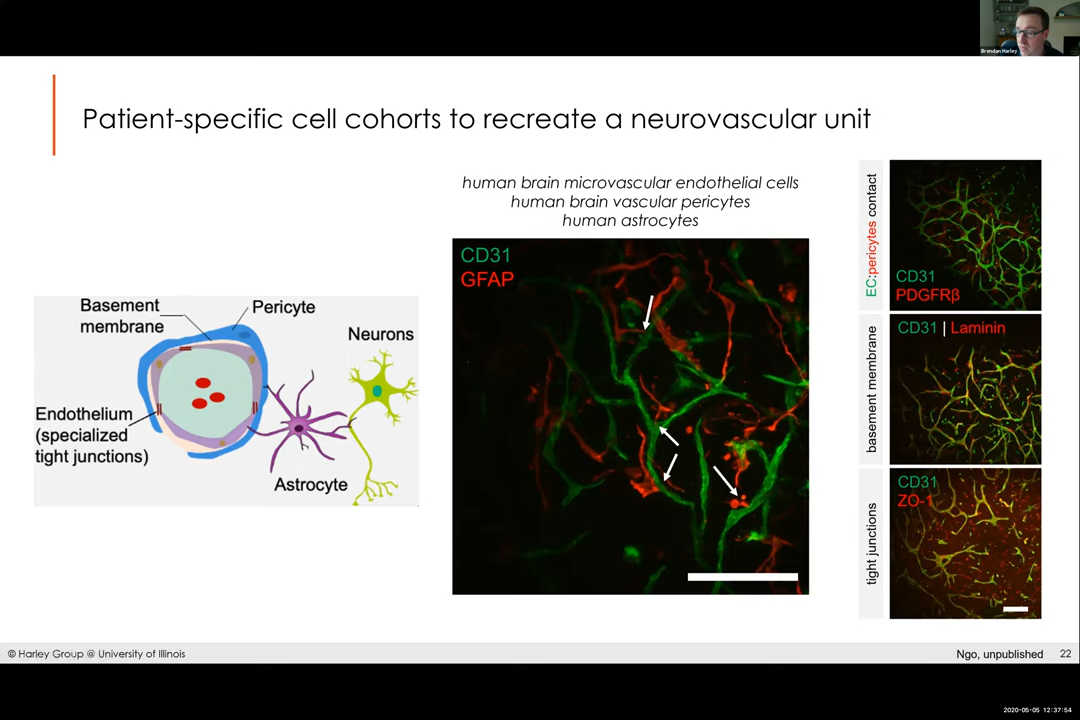 Brendan Harley
Patient-specific cell cohorts to recreate a neurovascular unit
Basement
membrane
Pericyte
Neurons
Endothelium
(specialized
tight junctions)
Astrocyte
human brain microvascular endothelial cells
human brain vascular pericytes
human astrocytes
CD31
GFAP
EC:pericytes contact
CD31
PDGFRβ
basement membrane
CD31 | Laminin
tight junctions
CD31
ZO-1
© Harley Group @ University of Illinois
Ngo, unpublished
22
2020-05-05 12:37:54